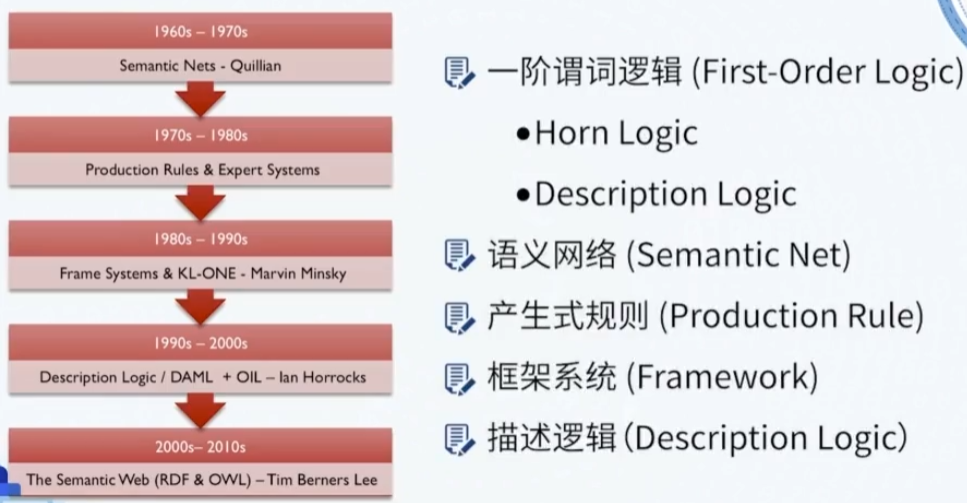 1960s – 1970s
Semantic Nets - Quillian
1970s – 1980s
Production Rules & Expert Systems
1980s – 1990s
Frame Systems & KL-ONE - Marvin Minsky
1990s – 2000s
Description Logic / DAML + OIL – Ian Horrocks
2000s– 2010s
The Semantic Web (RDF & OWL) – Tim Berners Lee
一阶谓词逻辑 (First-Order Logic)
•Horn Logic
•Description Logic
语义网络 (Semantic Net)
产生式规则 (Production Rule)
框架系统 (Framework)
描述逻辑（Description Logic）